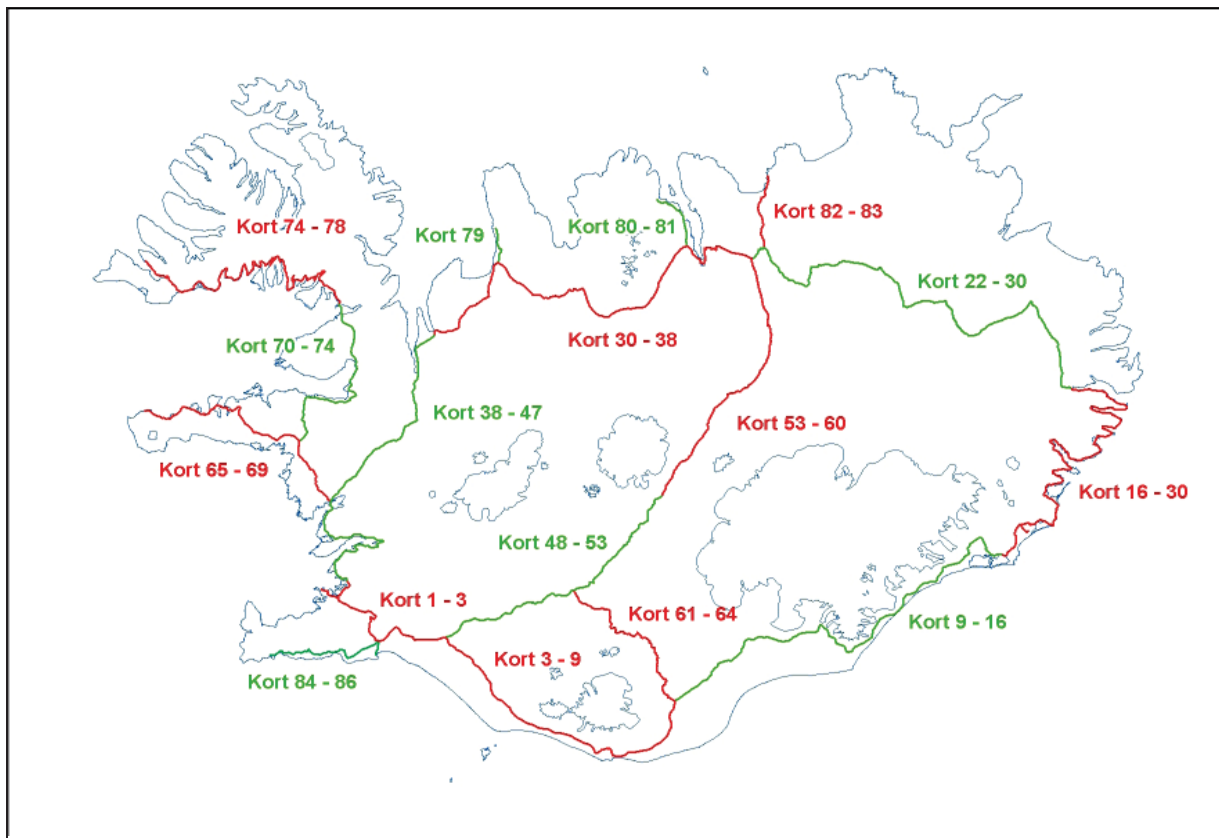 Kort 82 - 83
Kort 80 - 81
Kort 74 - 78
Kort 79
Kort 22 - 30
Kort 30 - 38
Kort 70 - 74
Kort 38 - 47
Kort 53 - 60
Kort 65 - 69
Kort 16 - 30
Kort 48 - 53
Kort 1 - 3
Kort 61 - 64
Kort 9 - 16
Kort 3 - 9
Kort 84 - 86